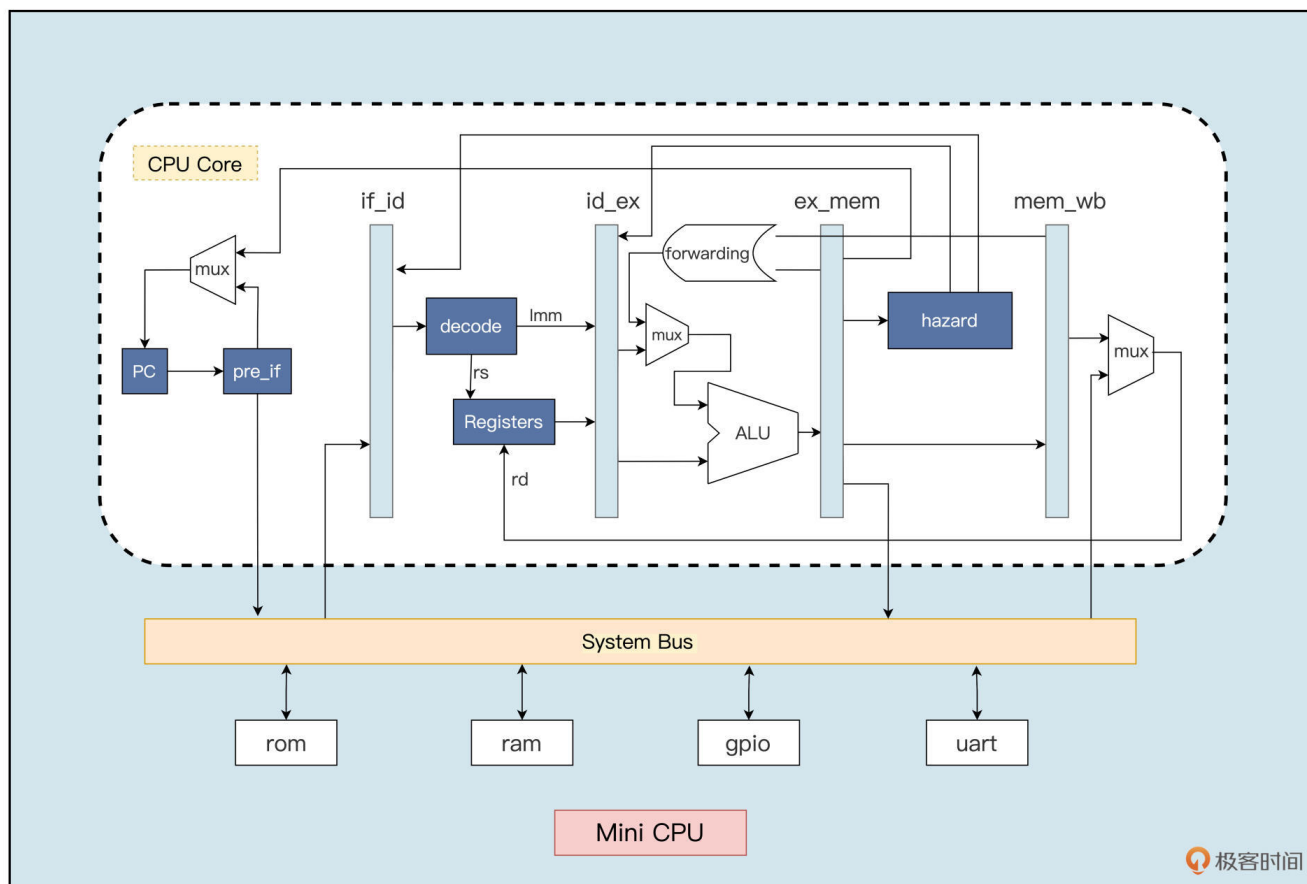 CPU Core
if_id
id_ex
ex_mem
mem_wb
mux
forwarding
decode
Imm
mux
hazard
mux
PC
pre_if
rs
Registers
ALU
rd
System Bus
rom
ram
gpio
uart
Mini CPU
极客时间